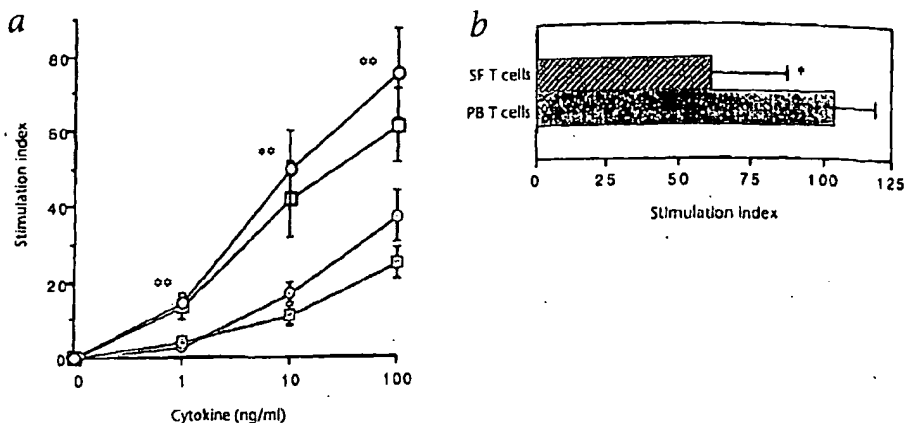 a
80
60
40
20
0
Stimulation index
**
**
**
0 1 10 100
Cytokine (ng/ml)
b
SF T cells
PB T cells
*
0 25 50 75 100 125
Stimulation index